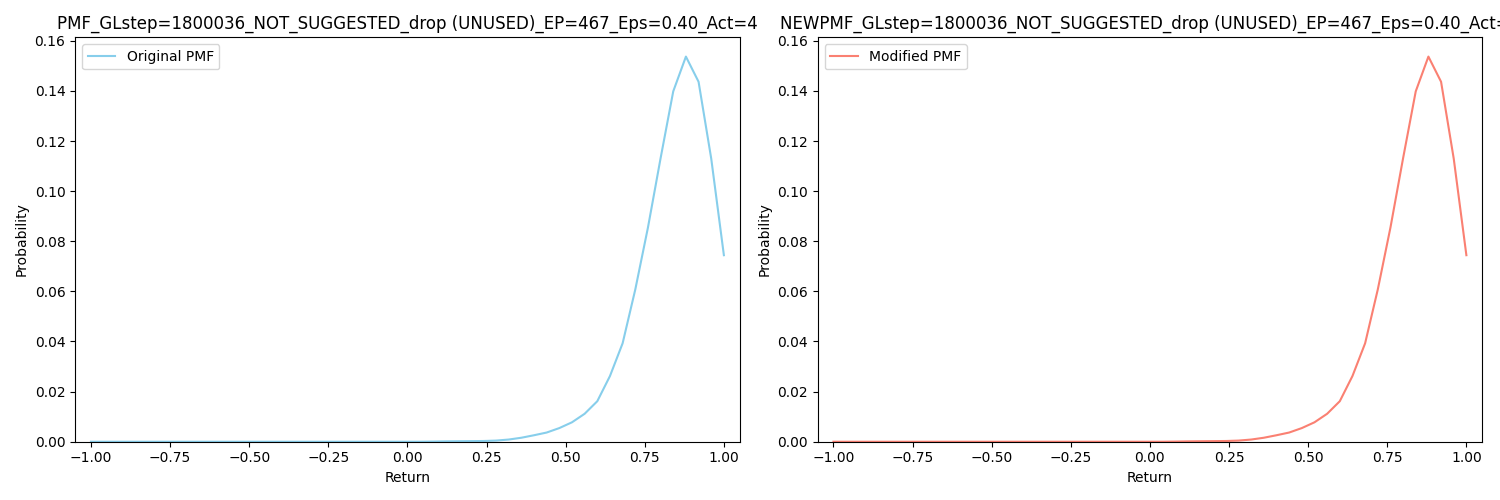 PMF_GLstep=1800036_NOT_SUGGESTED_drop (UNUSED)_EP=467_Eps=0.40_Act=4
Original PMF
0.16
0.14
0.12
0.10
0.08
0.06
0.04
0.02
0.00
Probability
−1.00 −0.75 −0.50 −0.25 0.00 0.25 0.50 0.75 1.00
Return
NEWPMF_GLstep=1800036_NOT_SUGGESTED_drop (UNUSED)_EP=467_Eps=0.40_Act=
Modified PMF
0.16
0.14
0.12
0.10
0.08
0.06
0.04
0.02
0.00
Probability
−1.00 −0.75 −0.50 −0.25 0.00 0.25 0.50 0.75 1.00
Return